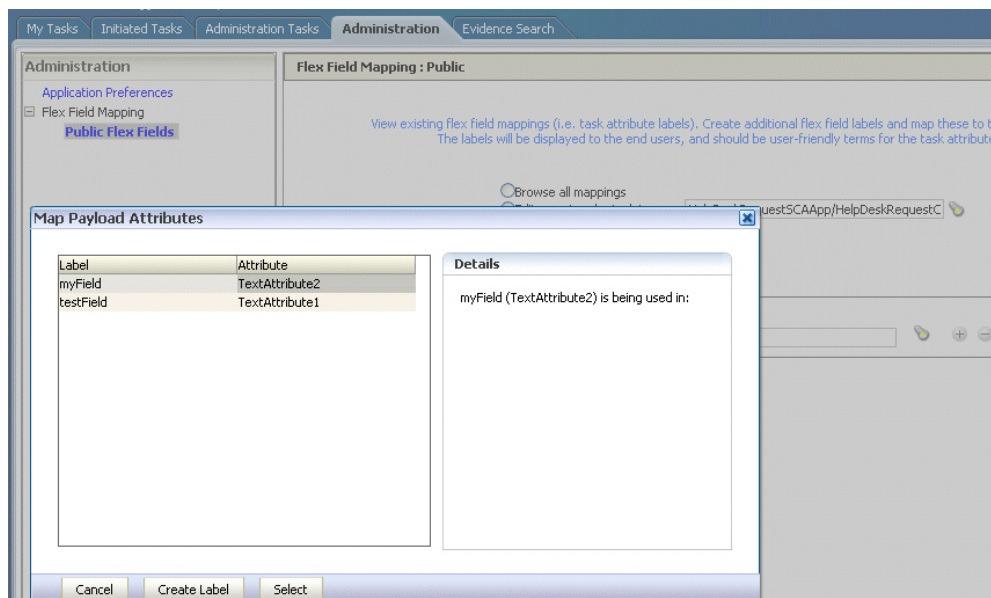 My Tasks Initiated Tasks Administration Tasks Administration Evidence Search
Administration
Application Preferences
Flex Field Mapping
Public Flex Fields
Flex Field Mapping : Public
View existing flex field mappings (i.e. task attribute labels). Create additional flex field labels and map these to t
The labels will be displayed to the end users, and should be user-friendly terms for the task attribute
Browse all mappings
uestSCAApp/HelpDeskRequestC
Map Payload Attributes
Label Attribute
myField TextAttribute2
testField TextAttribute1
Details
myField (TextAttribute2) is being used in:
Cancel Create Label Select